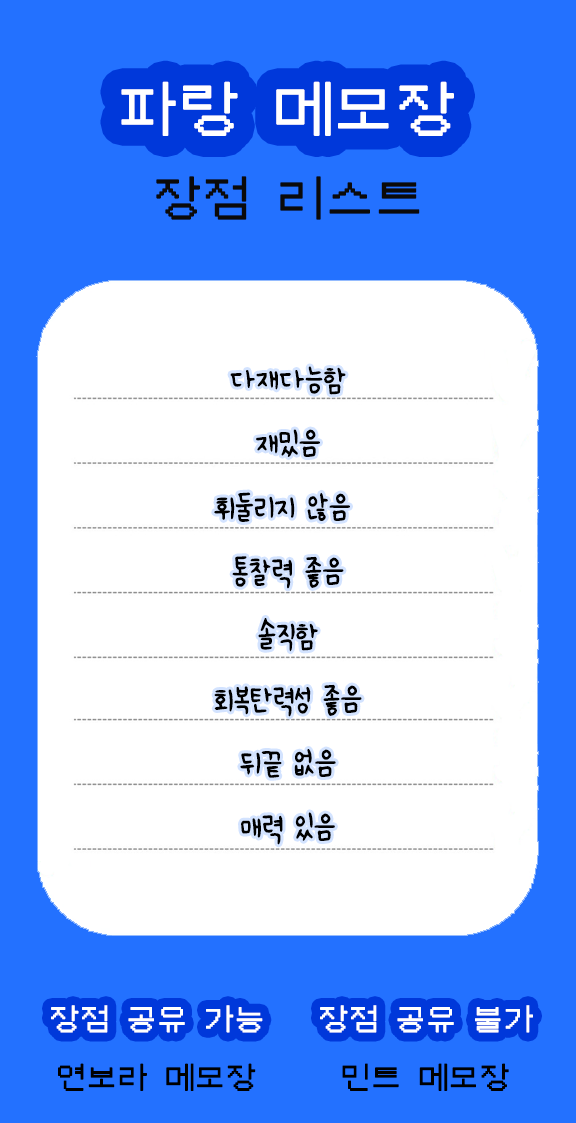 파랑 메모장
장점 리스트
다재다능함
재밌음
휘둘리지 않음
통찰력 좋음
솔직함
회복탄력성 좋음
뒤끝 없음
매력 있음
장점 공유 가능
장점 공유 불가
연보라 메모장
민트 메모장